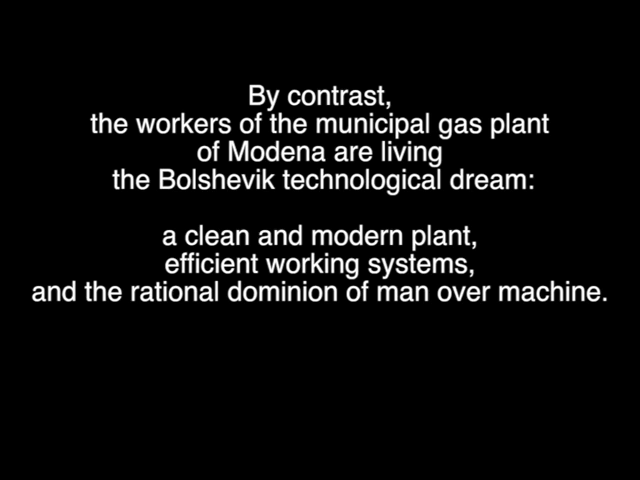 By contrast,
the workers of the municipal gas plant
of Modena are living
the Bolshevik technological dream:
a clean and modern plant,
efficient working systems,
and the rational dominion of man over machine.